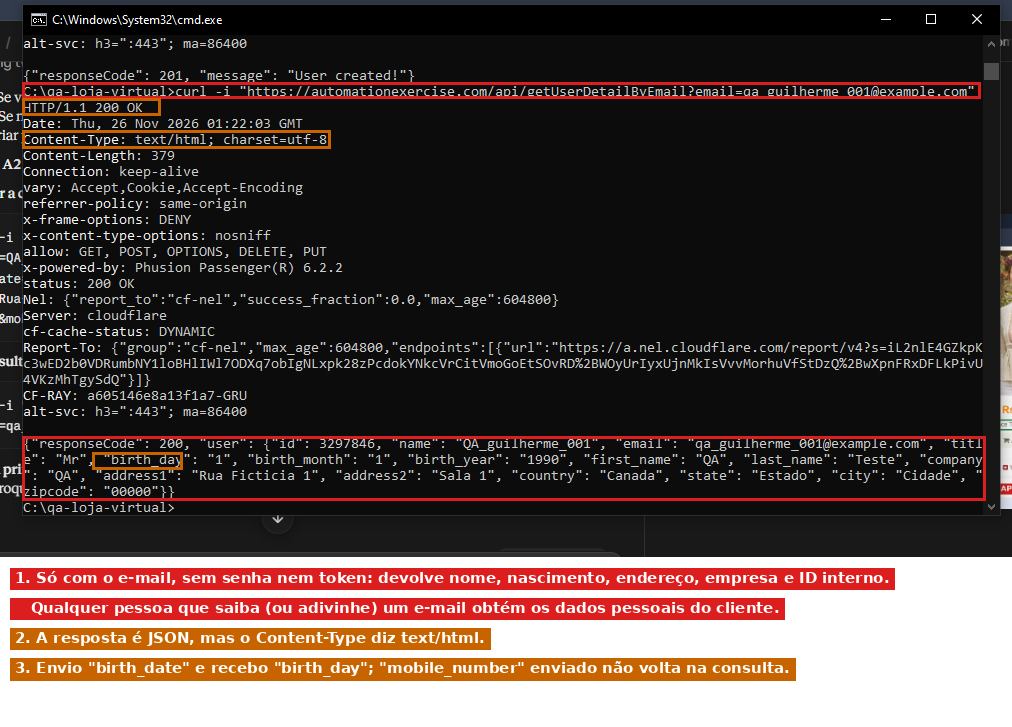 C:\Windows\System32\cmd.exe
alt-svc: h3=":443"; ma=86400
{"responseCode": 201, "message": "User created!"}
C:\qa-loja-virtual>curl -i "https://automationexercise.com/api/getUserDetailByEmail?email=qa_guilherme_001@example.com"
HTTP/1.1 200 OK
Date: Thu, 26 Nov 2026 01:22:03 GMT
Content-Type: text/html; charset=utf-8
Content-Length: 379
Connection: keep-alive
vary: Accept,Cookie,Accept-Encoding
referrer-policy: same-origin
x-frame-options: DENY
x-content-type-options: nosniff
allow: GET, POST, OPTIONS, DELETE, PUT
x-powered-by: Phusion Passenger(R) 6.2.2
status: 200 OK
Nel: {"report_to":"cf-nel","success_fraction":0.0,"max_age":604800}
Server: cloudflare
cf-cache-status: DYNAMIC
Report-To: {"group":"cf-nel","max_age":604800,"endpoints":[{"url":"https://a.nel.cloudflare.com/report/v4?s=iL2nlE4GZkpK
c3wED2b0VDRumbNY1loBHlIWl7ODXq7obIgNLxpk28zPcdokYNkcVrCitVmoGoEtSOvRD%2BWOyUrIyxUjnMkIsVvvMorhuVfStDzQ%2BwXpnFRxDFLkPivU
4VKzMhTgySdQ"}]}
CF-RAY: a605146e8a13f1a7-GRU
alt-svc: h3=":443"; ma=86400
{"responseCode": 200, "user": {"id": 3297846, "name": "QA_guilherme_001", "email": "qa_guilherme_001@example.com", "titl
e": "Mr", "birth_day": "1", "birth_month": "1", "birth_year": "1990", "first_name": "QA", "last_name": "Teste", "company
": "QA", "address1": "Rua Ficticia 1", "address2": "Sala 1", "country": "Canada", "state": "Estado", "city": "Cidade", "
zipcode": "00000"}}
C:\qa-loja-virtual>
1. Só com o e-mail, sem senha nem token: devolve nome, nascimento, endereço, empresa e ID interno.
Qualquer pessoa que saiba (ou adivinhe) um e-mail obtém os dados pessoais do cliente.
2. A resposta é JSON, mas o Content-Type diz text/html.
3. Envio "birth_date" e recebo "birth_day"; "mobile_number" enviado não volta na consulta.